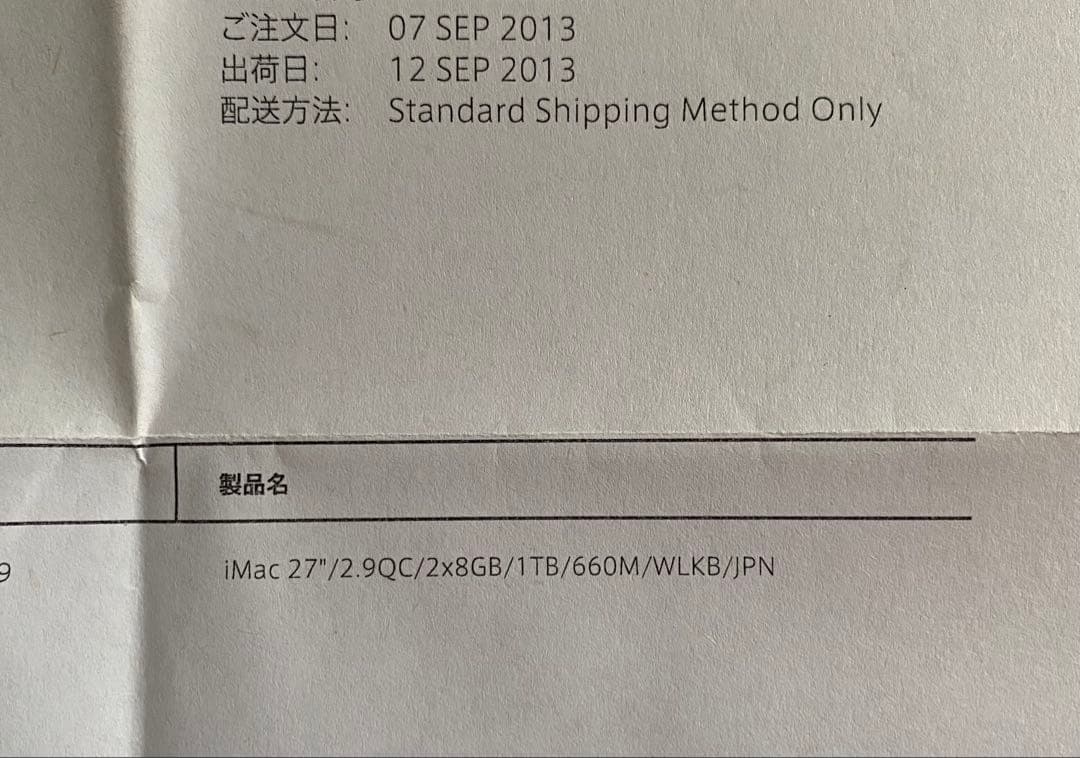 ご注文日: 07 SEP 2013
出荷日: 12 SEP 2013
配送方法: Standard Shipping Method Only
製品名
9
iMac 27"/2.9QC/2x8GB/1TB/660M/WLKB/JPN